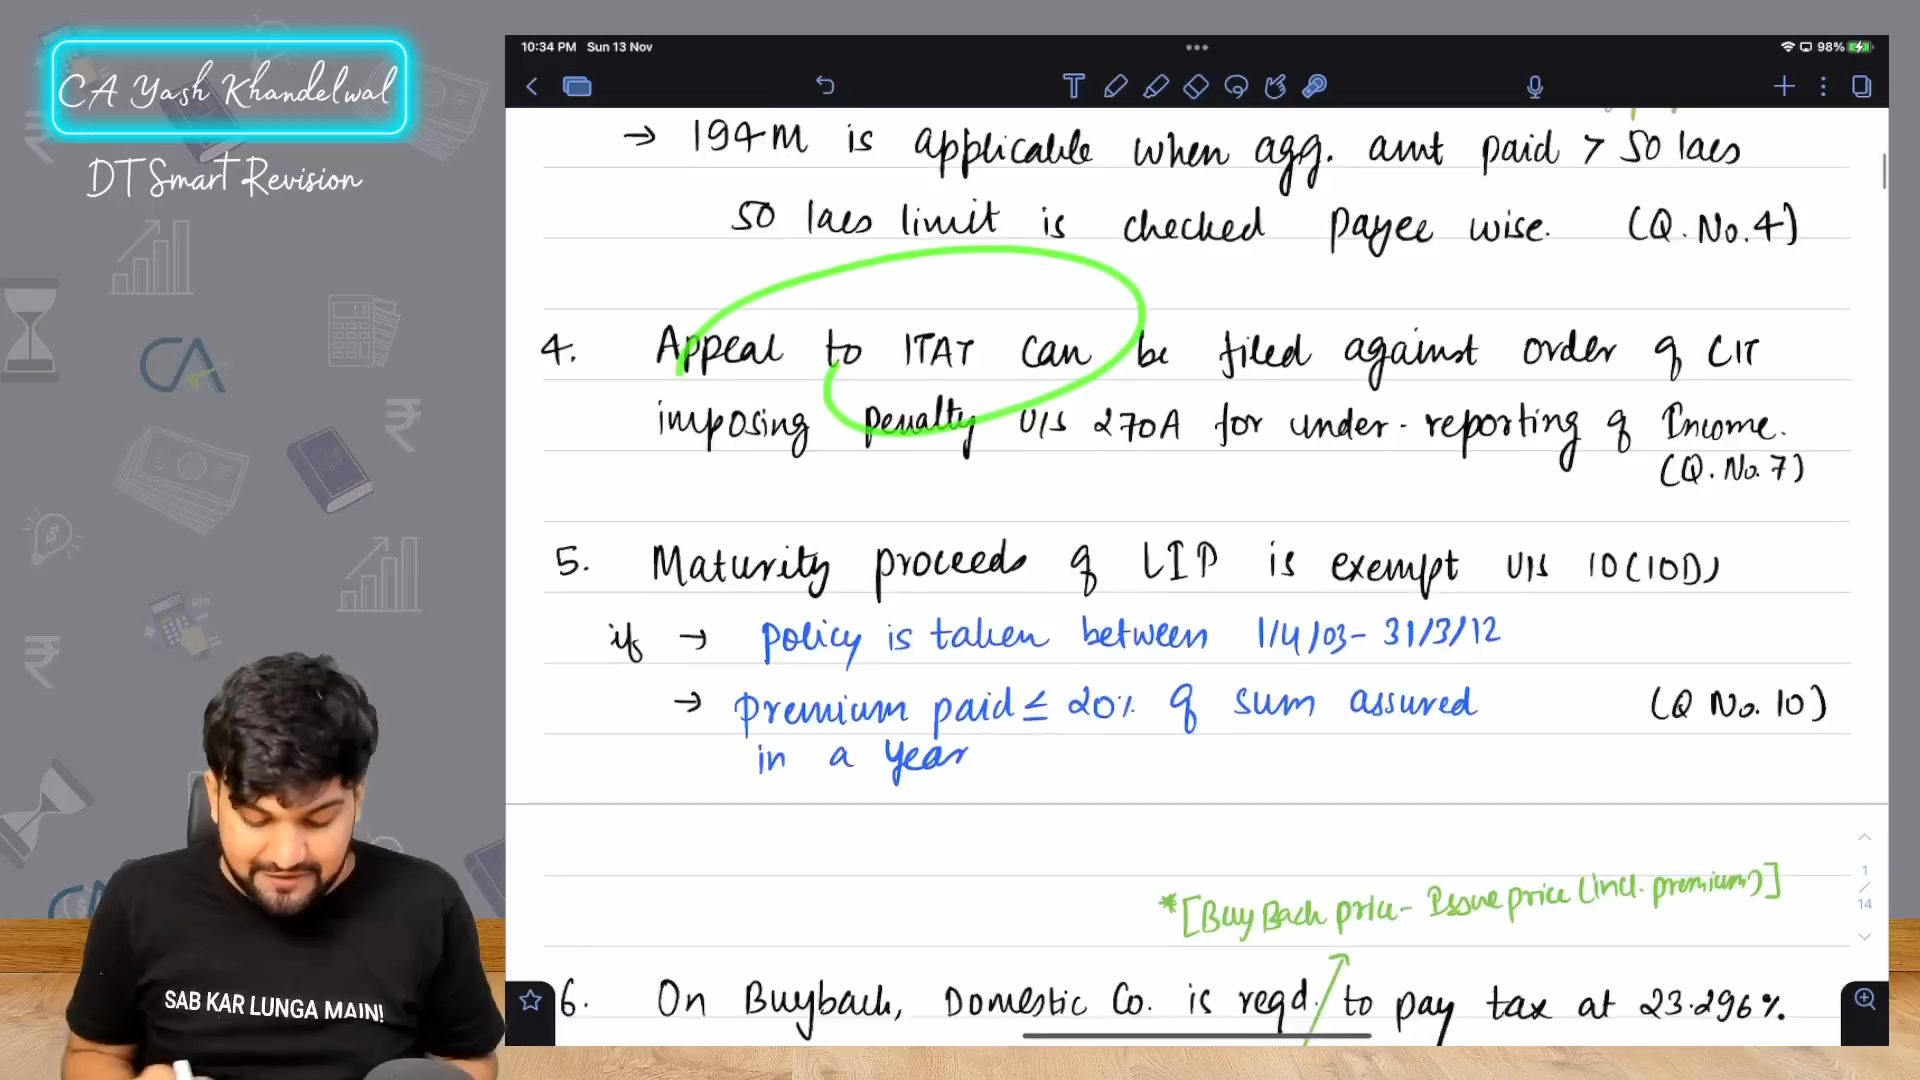 CA Yash Khandelwal
DT Smart Revision
10:34 PM Sun 13 Nov
98%
→ 194M is applicable when agg. amt paid > 50 lacs
50 lacs limit is checked payee wise. (Q. No. 4)
4. Appeal to ITAT can be filed against order of CIT
imposing penalty U/S 270A for under-reporting of Income.
(Q. No. 7)
5. Maturity proceeds of LIP is exempt U/S 10(10D)
if → policy is taken between 1/4/03 - 31/3/12
→ premium paid ≤ 20% of sum assured (Q No. 10)
in a year
*[Buy Back price - Issue price (incl. premium)]
6. On Buyback, Domestic Co. is reqd. to pay tax at 23.296%.
1
/
14
CA
SAB KAR LUNGA MAIN!